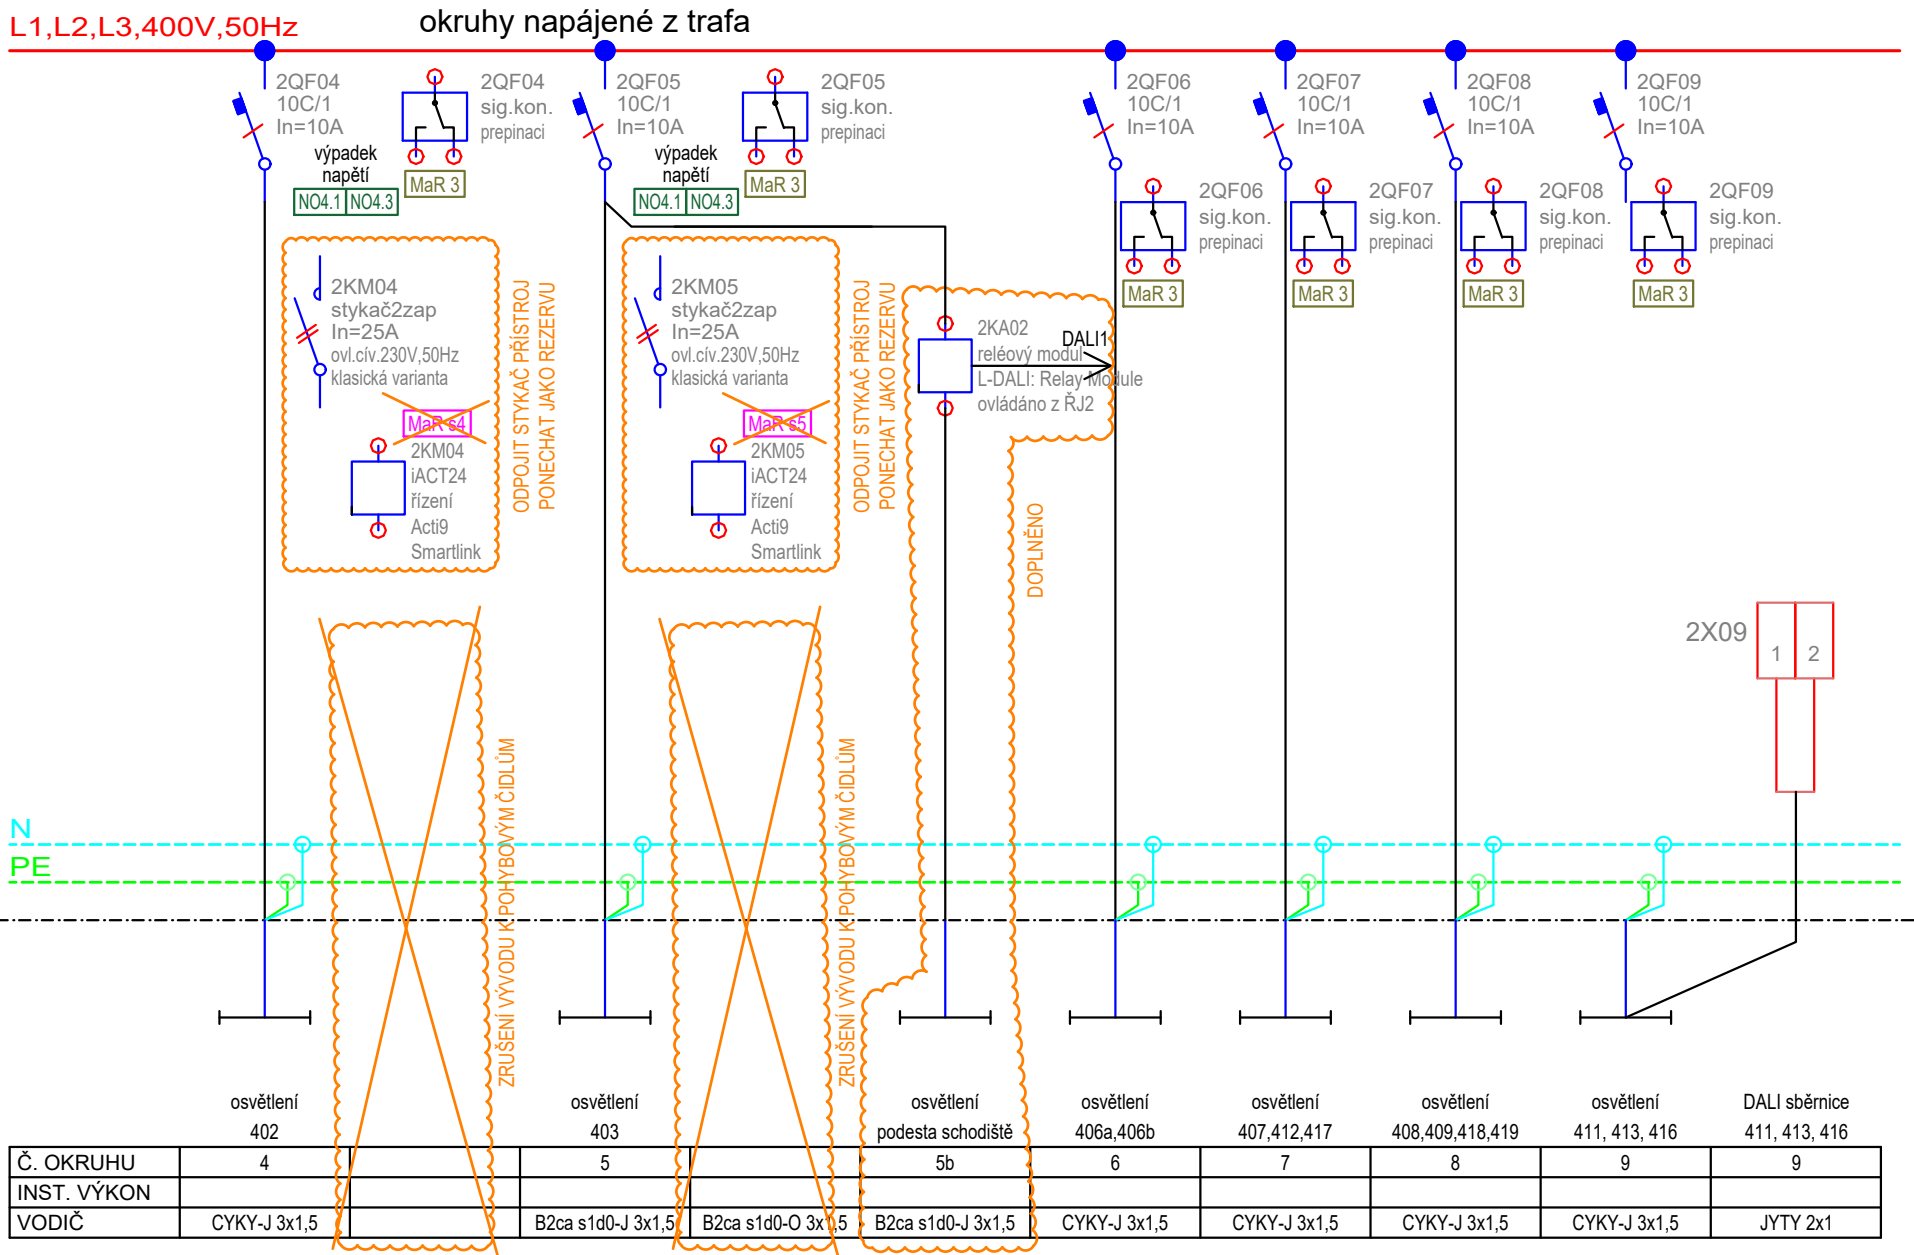 L1,L2,L3,400V,50Hz
okruhy napájené z trafa
2QF04
10C/1
In=10A
2QF04
sig.kon.
prepinaci
výpadek
napětí
NO4.1 NO4.3
MaR 3
2QF05
10C/1
In=10A
2QF05
sig.kon.
prepinaci
výpadek
napětí
NO4.1 NO4.3
MaR 3
2QF06
10C/1
In=10A
2QF06
sig.kon.
prepinaci
MaR 3
2QF07
10C/1
In=10A
2QF07
sig.kon.
prepinaci
MaR 3
2QF08
10C/1
In=10A
2QF08
sig.kon.
prepinaci
MaR 3
2QF09
10C/1
In=10A
2QF09
sig.kon.
prepinaci
MaR 3
2KM04
stykač2zap
In=25A
ovl.cív.230V,50Hz
klasická varianta
MaR s4
2KM04
iACT24
řízení
Acti9
Smartlink
ODPOJIT STYKAČ PŘÍSTROJ
PONECHAT JAKO REZERVU
2KM05
stykač2zap
In=25A
ovl.cív.230V,50Hz
klasická varianta
MaR s5
2KM05
iACT24
řízení
Acti9
Smartlink
ODPOJIT STYKAČ PŘÍSTROJ
PONECHAT JAKO REZERVU
2KA02
reléový modul
L-DALI: Relay Module
ovládáno z ŘJ2
DALI1
DOPLNĚNO
2X09
1 2
N
PE
ZRUŠENÍ VÝVODU K POHYBOVÝM ČIDLŮM
ZRUŠENÍ VÝVODU K POHYBOVÝM ČIDLŮM
osvětlení
402
osvětlení
403
osvětlení
podesta schodiště
osvětlení
406a,406b
osvětlení
407,412,417
osvětlení
408,409,418,419
osvětlení
411, 413, 416
DALI sběrnice
411, 413, 416
Č. OKRUHU 4 5 5b 6 7 8 9 9
INST. VÝKON
VODIČ CYKY-J 3x1,5 B2ca s1d0-J 3x1,5 B2ca s1d0-O 3x1,5 B2ca s1d0-J 3x1,5 CYKY-J 3x1,5 CYKY-J 3x1,5 CYKY-J 3x1,5 CYKY-J 3x1,5 JYTY 2x1